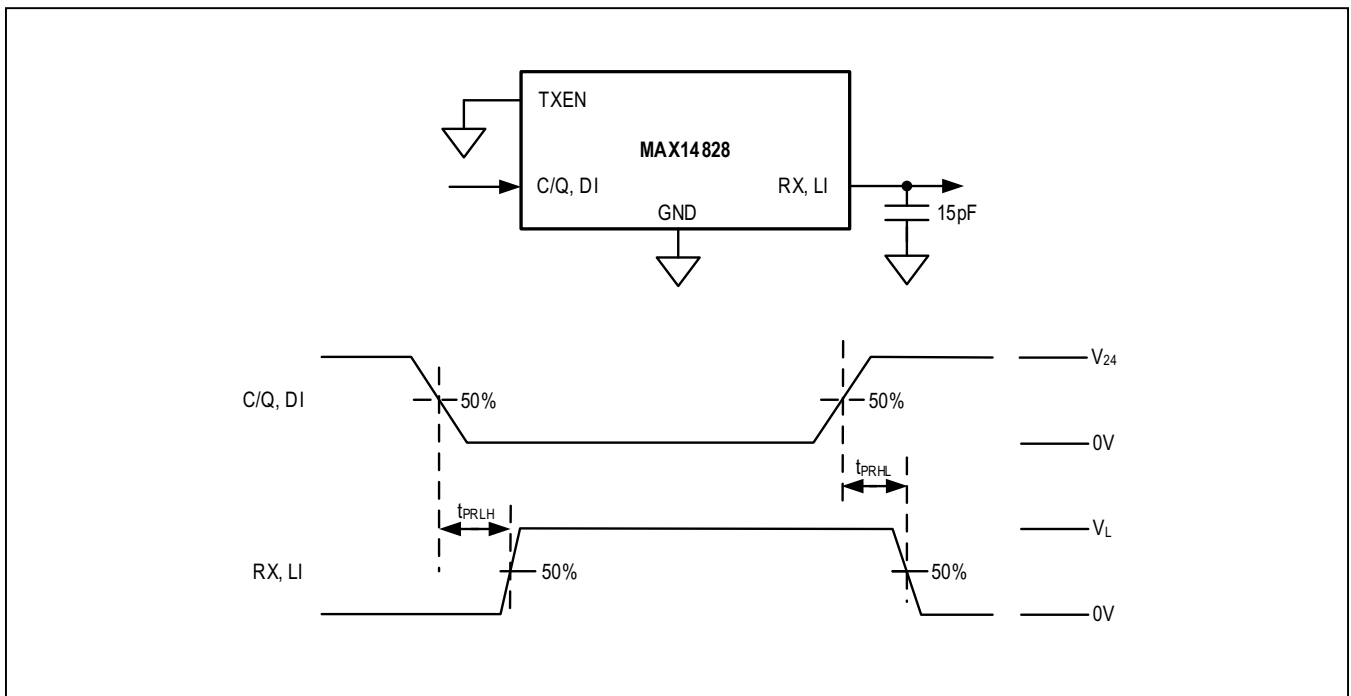 TXEN
MAX14828
C/Q, DI
RX, LI
GND
15pF
V24
C/Q, DI
50%
50%
0V
tPRHL
tPRLH
VL
RX, LI
50%
50%
0V